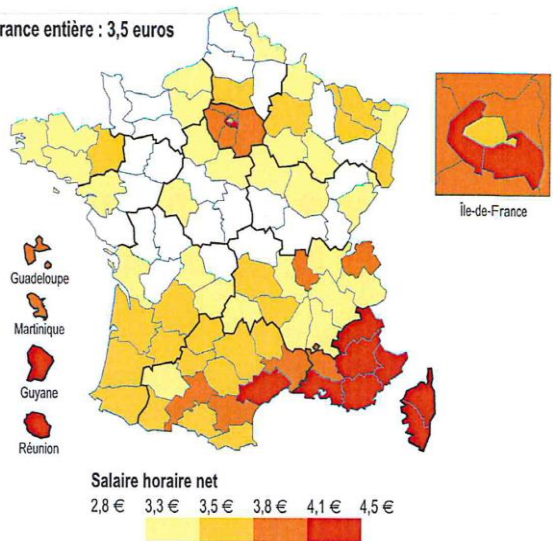 rance entière : 3,5 euros
Île-de-France
Guadeloupe
Martinique
Guyane
Réunion
Salaire horaire net
2,8 € 3,3 € 3,5 € 3,8 € 4,1 € 4,5 €